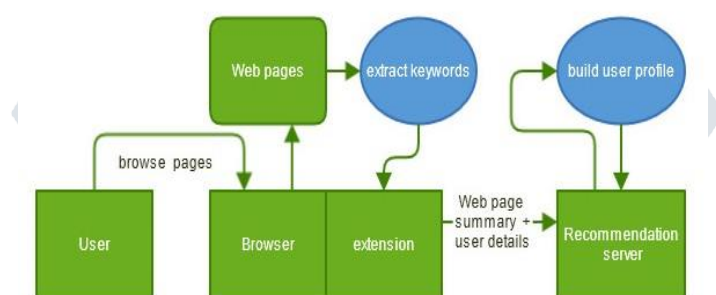 Web pages
extract keywords
build user profile
browse pages
User
Browser
extension
Web page
summary +
user details
Recommendation
server